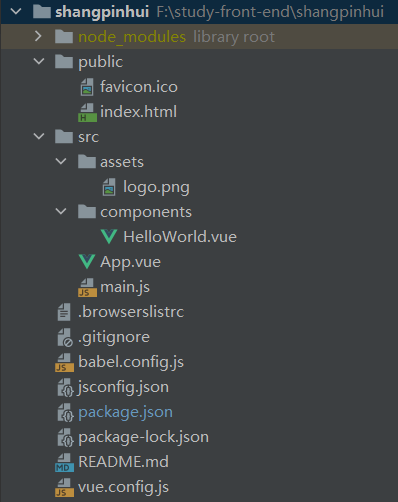 shangpinhui F:\study-front-end\shangpinhui
node_modules library root
public
favicon.ico
index.html
src
assets
logo.png
components
HelloWorld.vue
App.vue
main.js
.browserslistrc
.gitignore
babel.config.js
jsconfig.json
package.json
package-lock.json
README.md
vue.config.js